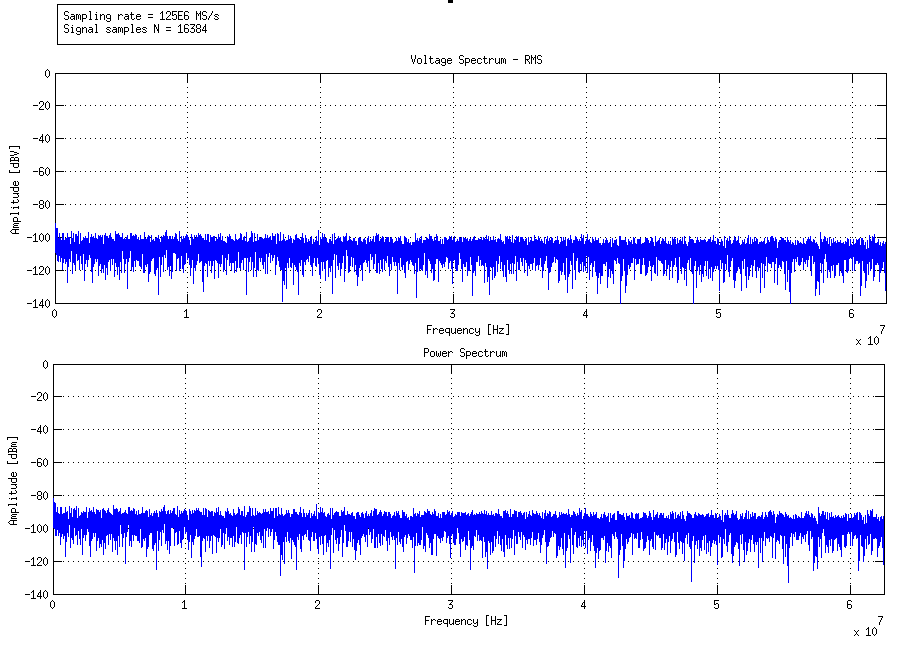 Sampling rate = 125E6 MS/s
Signal samples N = 16384
Voltage Spectrum - RMS
0
-20
-40
-60
-80
-100
-120
-140
Amplitude [dBV]
0 1 2 3 4 5 6
7
Frequency [Hz]
x 10
Power Spectrum
0
-20
-40
-60
-80
-100
-120
-140
Amplitude [dBm]
0 1 2 3 4 5 6
7
Frequency [Hz]
x 10